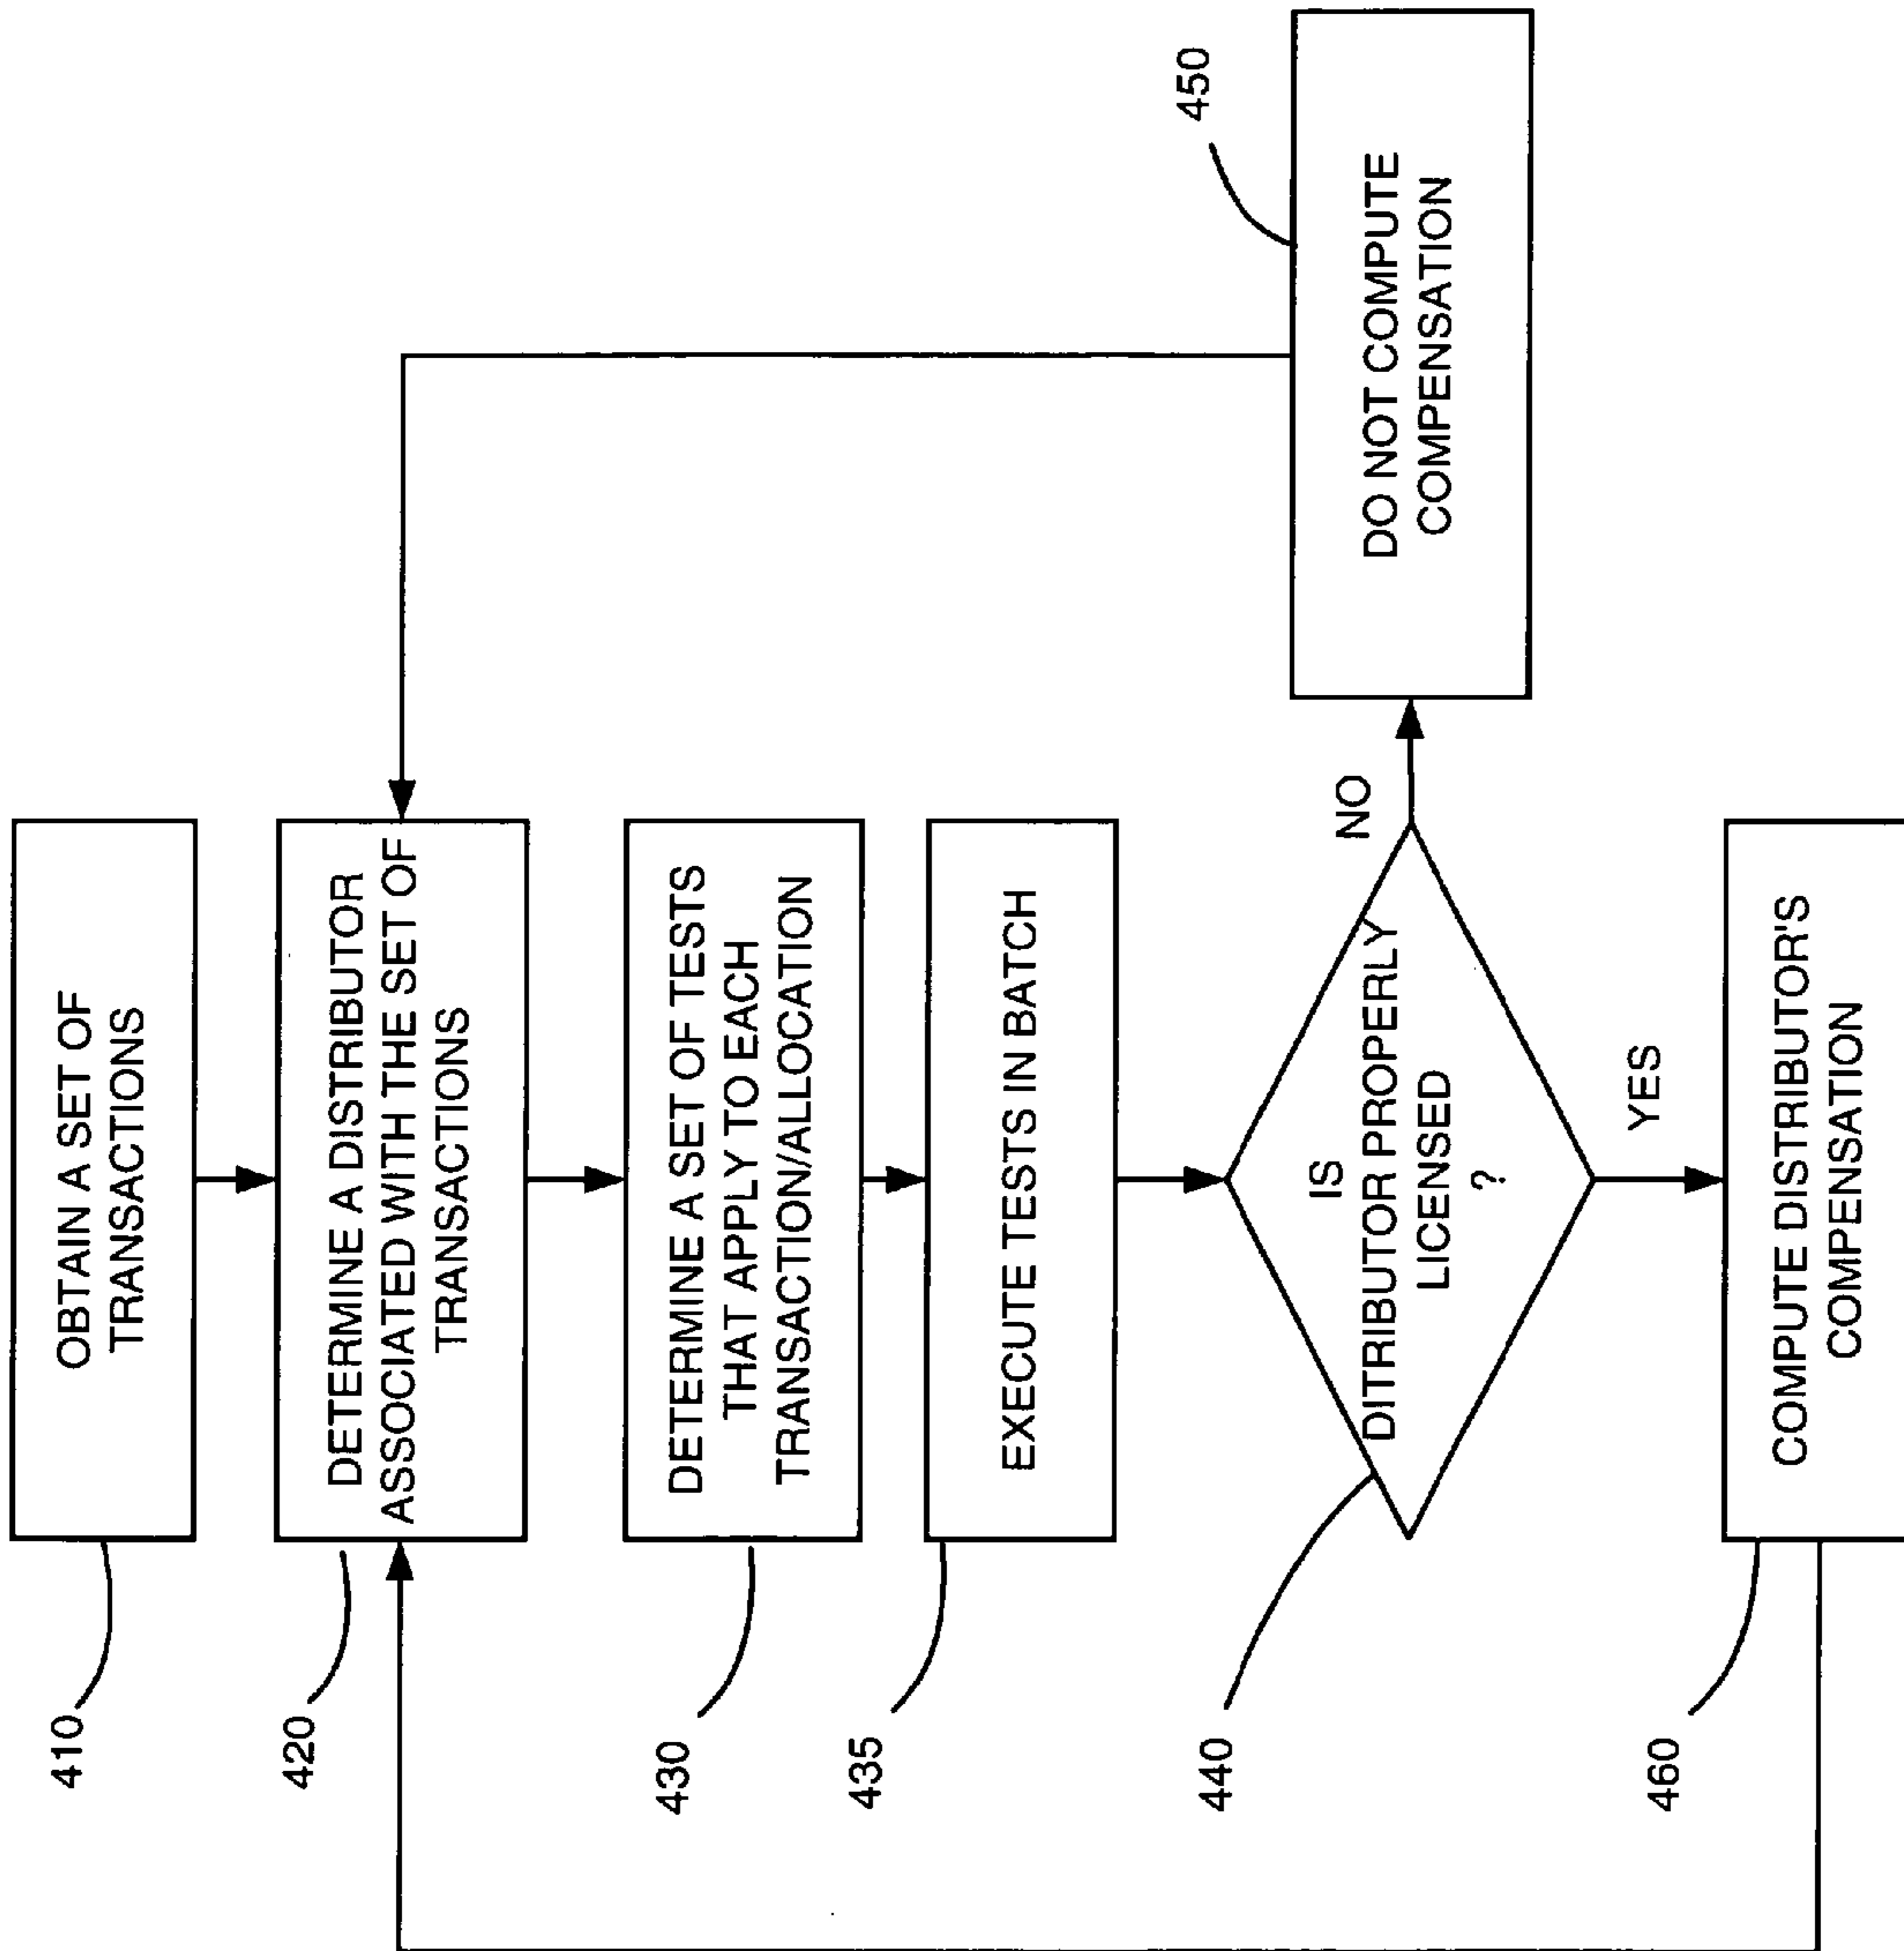 410
OBTAIN A SET OF
TRANSACTIONS
420
DETERMINE A DISTRIBUTOR
ASSOCIATED WITH THE SET OF
TRANSACTIONS
430
DETERMINE A SET OF TESTS
THAT APPLY TO EACH
TRANSACTION/ALLOCATION
435
EXECUTE TESTS IN BATCH
440
IS
DITRIBUTOR PROPERLY
LICENSED
?
NO
450
DO NOT COMPUTE
COMPENSATION
YES
460
COMPUTE DISTRIBUTOR'S
COMPENSATION